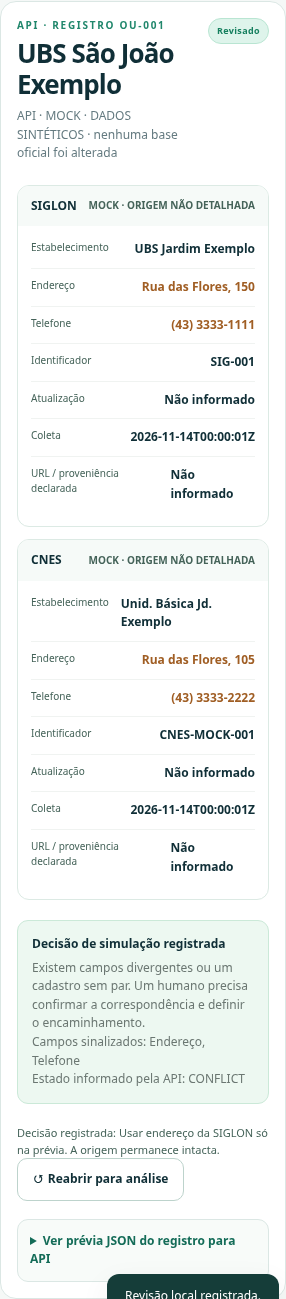 API · REGISTRO OU-001
Revisado
UBS São João
Exemplo
API · MOCK · DADOS
SINTÉTICOS · nenhuma base
oficial foi alterada
SIGLON MOCK · ORIGEM NÃO DETALHADA
Estabelecimento UBS Jardim Exemplo
Endereço Rua das Flores, 150
Telefone (43) 3333-1111
Identificador SIG-001
Atualização Não informado
Coleta 2026-11-14T00:00:01Z
URL / proveniência declarada Não informado
CNES MOCK · ORIGEM NÃO DETALHADA
Estabelecimento Unid. Básica Jd. Exemplo
Endereço Rua das Flores, 105
Telefone (43) 3333-2222
Identificador CNES-MOCK-001
Atualização Não informado
Coleta 2026-11-14T00:00:01Z
URL / proveniência declarada Não informado
Decisão de simulação registrada
Existem campos divergentes ou um
cadastro sem par. Um humano precisa
confirmar a correspondência e definir
o encaminhamento.
Campos sinalizados: Endereço,
Telefone
Estado informado pela API: CONFLICT
Decisão registrada: Usar endereço da SIGLON só
na prévia. A origem permanece intacta.
↺ Reabrir para análise
▶ Ver prévia JSON do registro para
API
Revisão local registrada.